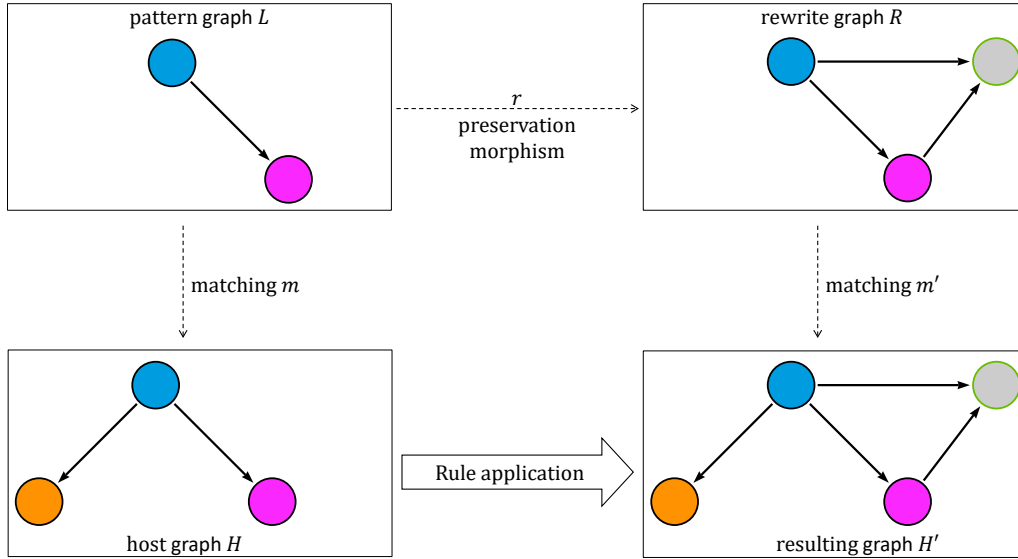 pattern graph L
rewrite graph R
r
preservation
morphism
matching m
matching m′
Rule application
host graph H
resulting graph H′